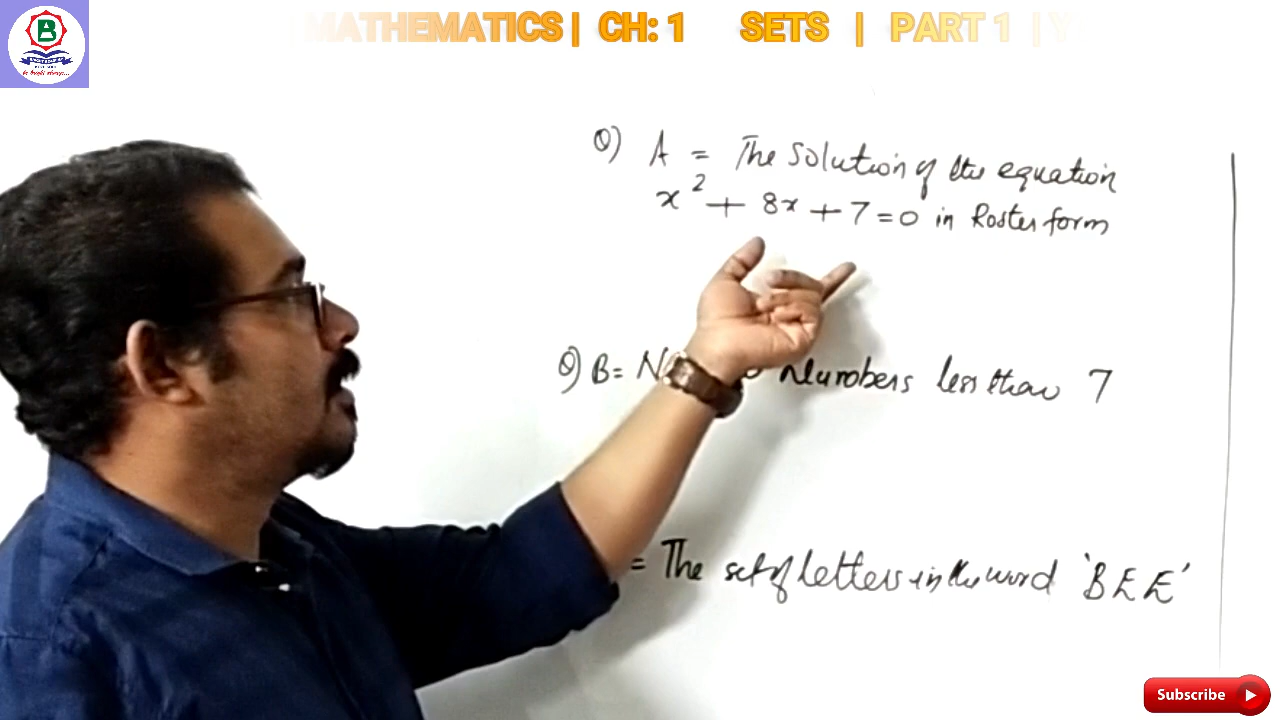 MATHEMATICS | CH: 1 SETS | PART 1 | Y
B
Q) A = The Solution of the equation
x² + 8x + 7 = 0 in Roster form
Q) B = Numbers less than 7
= The set of letters in the word 'BEE'
Subscribe